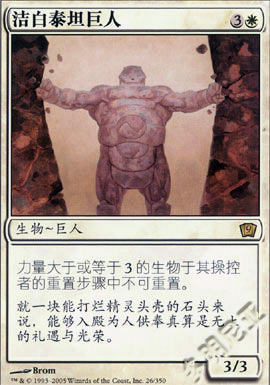 洁白泰坦巨人 3
生物~巨人
力量大于或等于 3 的生物于其操控
者的重置步骤中不可重置。
就一块能打烂精灵头壳的石头来
说，能够入殿为人供奉真算是无上
的礼遇与光荣。
Brom
™ & © 1993-2005 Wizards of the Coast, Inc. 26/350
3/3